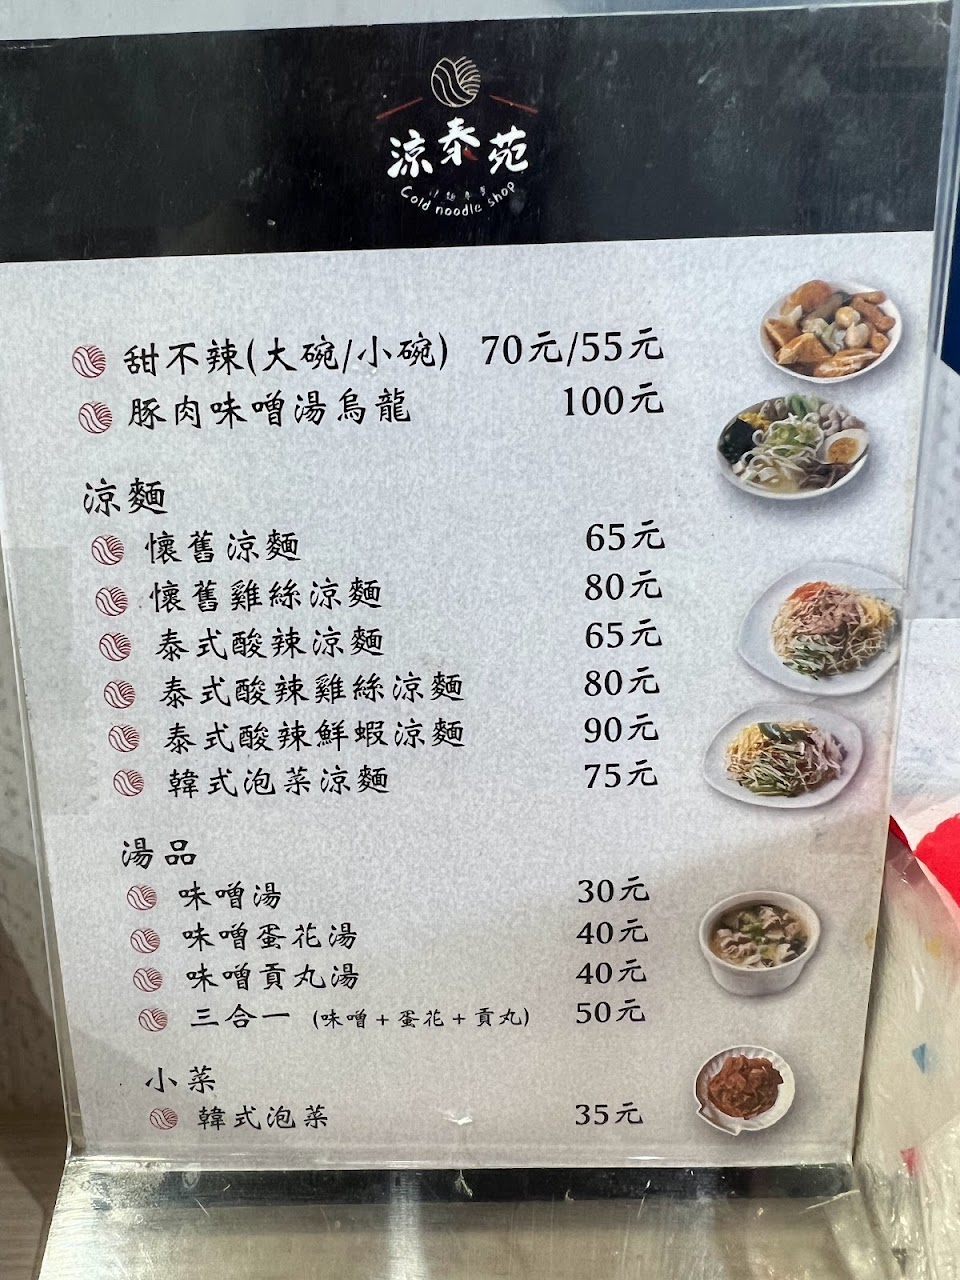 涼泰苑
Cold noodle shop
甜不辣(大碗/小碗) 70元/55元
豚肉味噌湯烏龍 100元
涼麵
懷舊涼麵 65元
懷舊雞絲涼麵 80元
泰式酸辣涼麵 65元
泰式酸辣雞絲涼麵 80元
泰式酸辣鮮蝦涼麵 90元
韓式泡菜涼麵 75元
湯品
味噌湯 30元
味噌蛋花湯 40元
味噌貢丸湯 40元
三合一 (味噌+蛋花+貢丸) 50元
小菜
韓式泡菜 35元